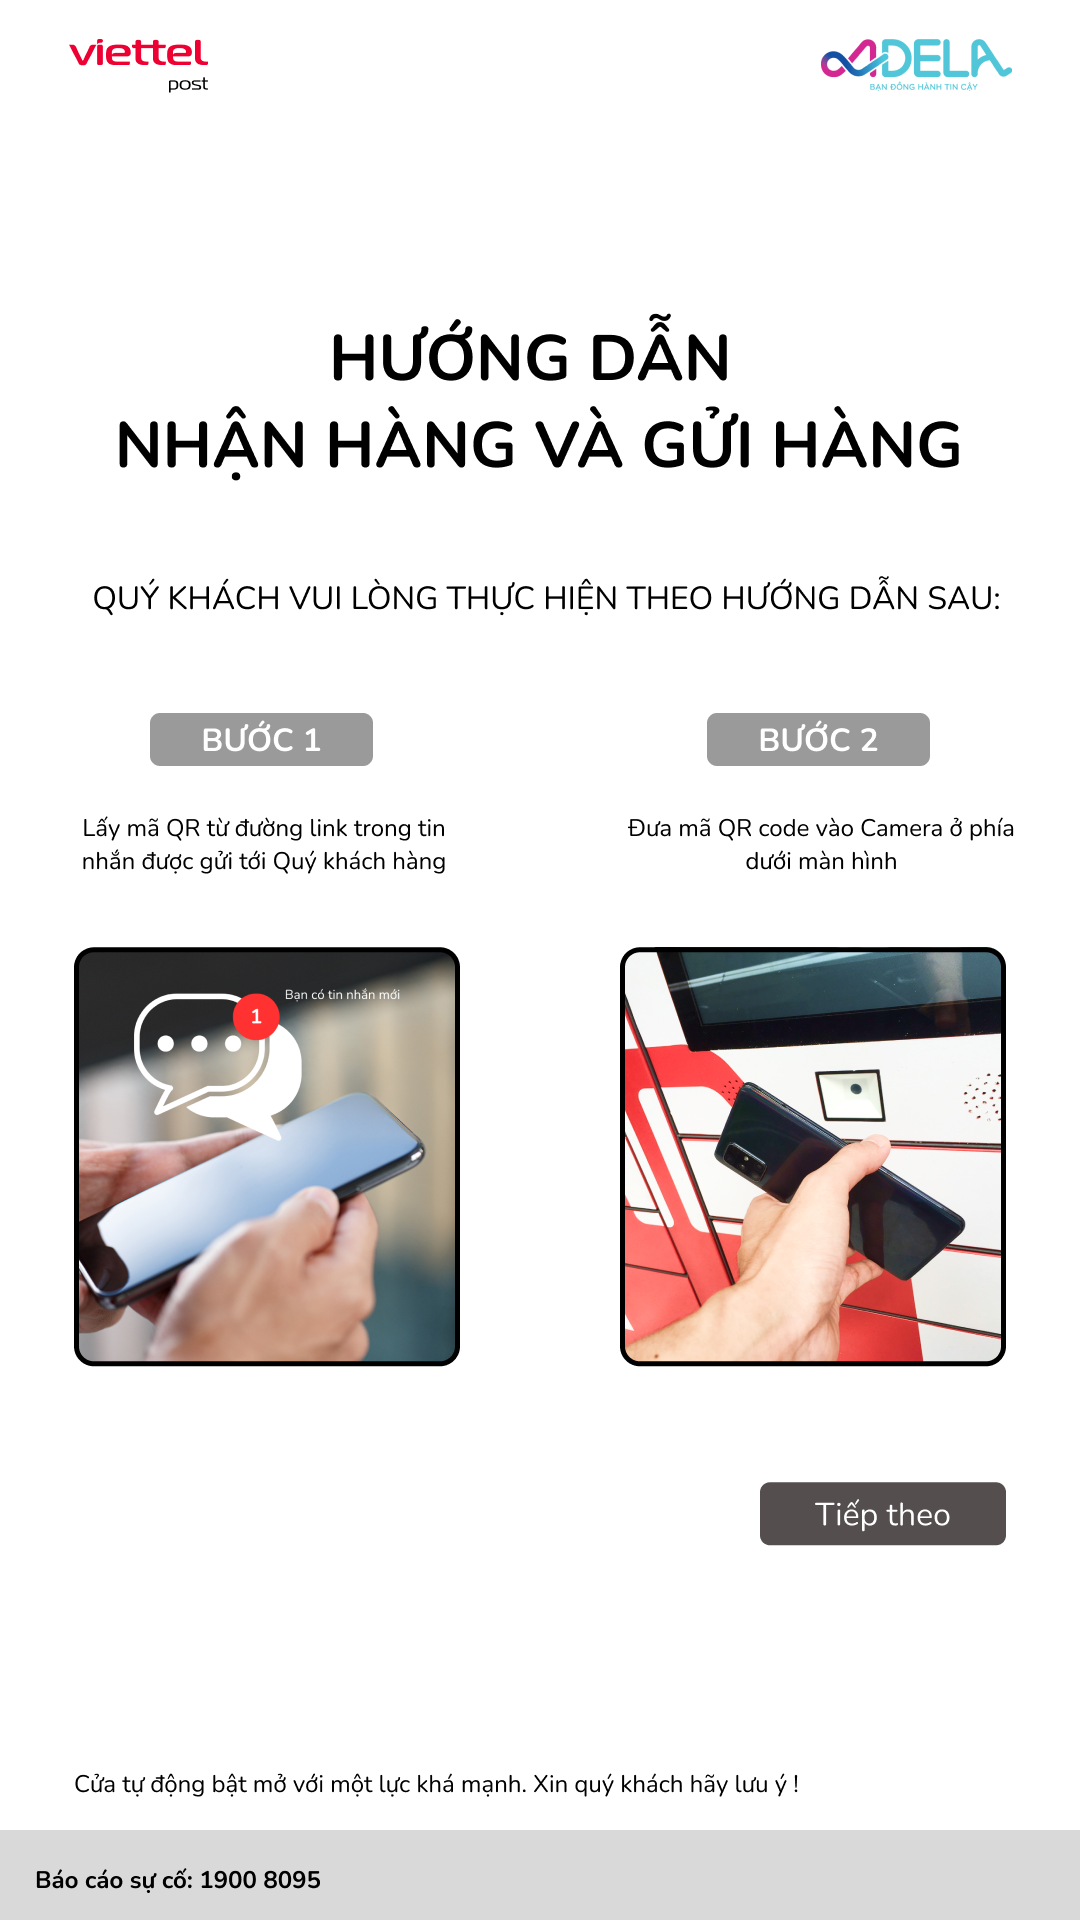 viettel
post
ADELA
BẠN ĐỒNG HÀNH TIN CẬY
HƯỚNG DẪN
NHẬN HÀNG VÀ GỬI HÀNG
QUÝ KHÁCH VUI LÒNG THỰC HIỆN THEO HƯỚNG DẪN SAU:
BƯỚC 1
Lấy mã QR từ đường link trong tin
nhắn được gửi tới Quý khách hàng
Bạn có tin nhắn mới
1
BƯỚC 2
Đưa mã QR code vào Camera ở phía
dưới màn hình
Tiếp theo
Cửa tự động bật mở với một lực khá mạnh. Xin quý khách hãy lưu ý !
Báo cáo sự cố: 1900 8095